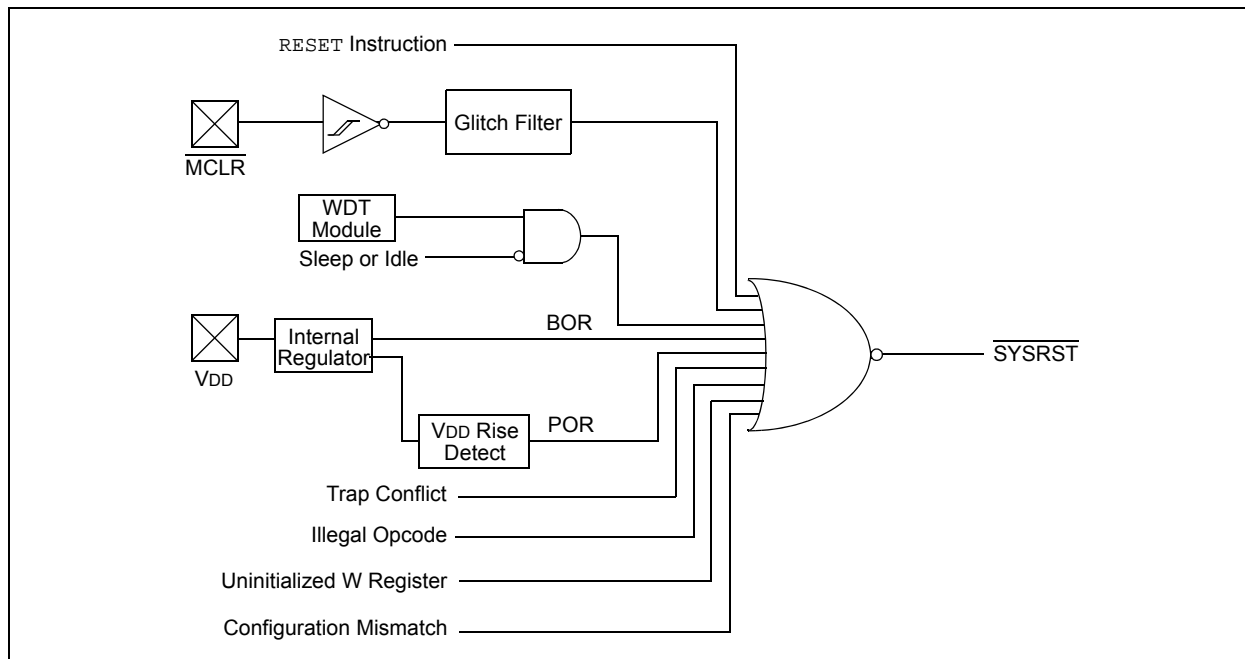 RESET Instruction
MCLR
Glitch Filter
WDT
Module
Sleep or Idle
VDD
Internal
Regulator
BOR
SYSRST
VDD Rise
Detect
POR
Trap Conflict
Illegal Opcode
Uninitialized W Register
Configuration Mismatch